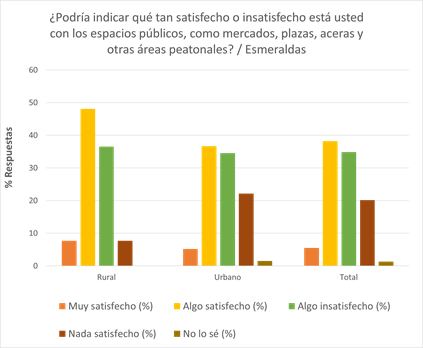 ¿Podría indicar qué tan satisfecho o insatisfecho está usted
con los espacios públicos, como mercados, plazas, aceras y
otras áreas peatonales? / Esmeraldas
60
50
40
30
20
10
0
% Respuestas
Rural
Urbano
Total
Muy satisfecho (%)
Algo satisfecho (%)
Algo insatisfecho (%)
Nada satisfecho (%)
No lo sé (%)